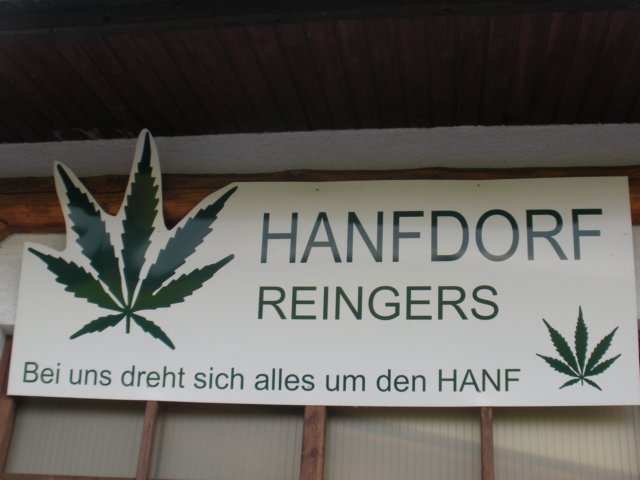 HANFDORF
REINGERS
Bei uns dreht sich alles um den HANF